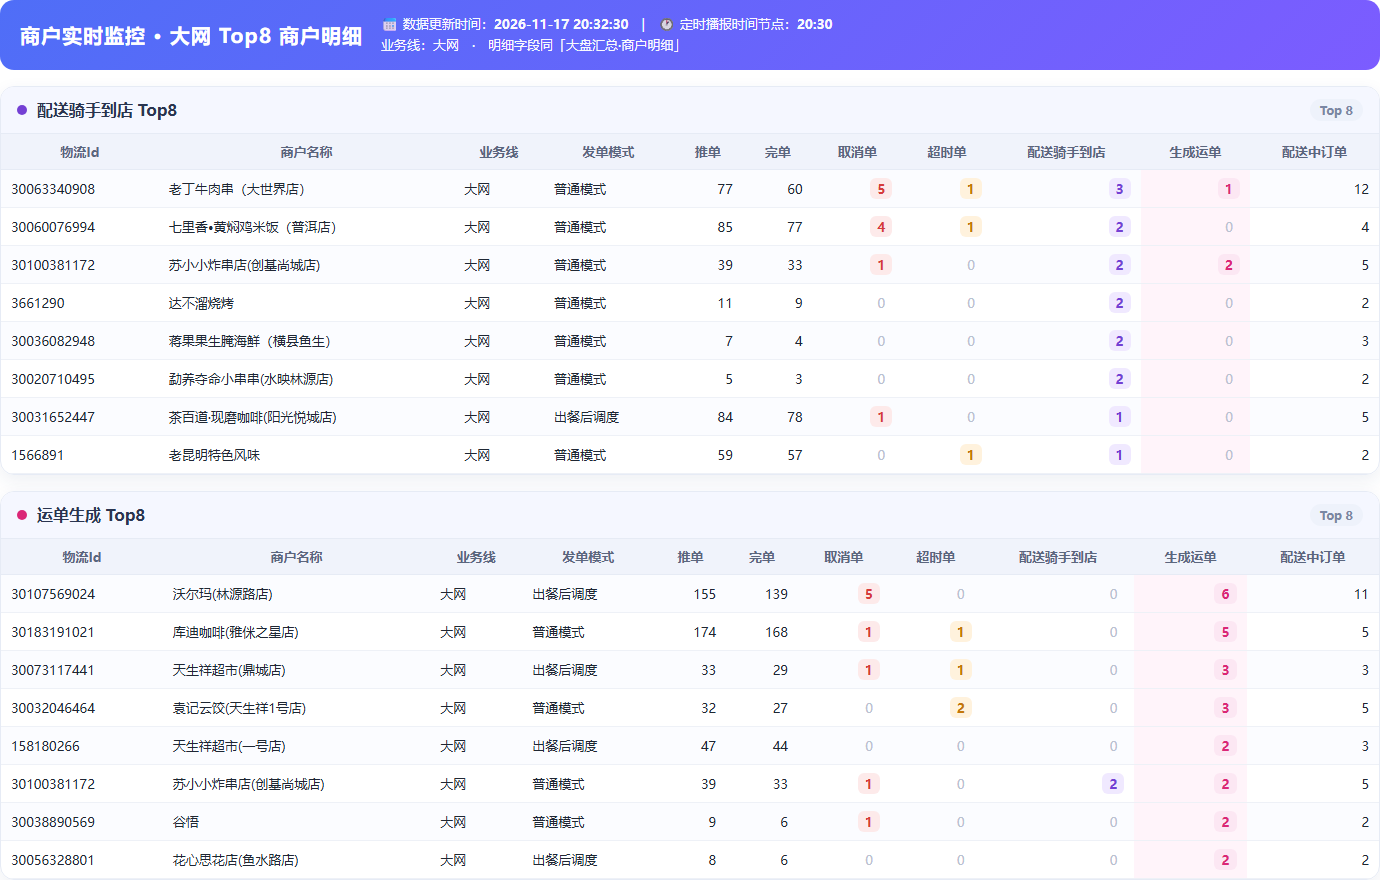 商户实时监控 • 大网 Top8 商户明细
数据更新时间：2026-11-17 20:32:30 | 定时播报时间节点：20:30
业务线：大网 · 明细字段同「大盘汇总·商户明细」
配送骑手到店 Top8 Top 8
物流Id 商户名称 业务线 发单模式 推单 完单 取消单 超时单 配送骑手到店 生成运单 配送中订单
30063340908 老丁牛肉串（大世界店） 大网 普通模式 77 60 5 1 3 1 12
30060076994 七里香•黄焖鸡米饭（普洱店） 大网 普通模式 85 77 4 1 2 0 4
30100381172 苏小小炸串店(创基尚城店) 大网 普通模式 39 33 1 0 2 2 5
3661290 达不溜烧烤 大网 普通模式 11 9 0 0 2 0 2
30036082948 蒋果果生腌海鲜（横县鱼生） 大网 普通模式 7 4 0 0 2 0 3
30020710495 勐养夺命小串串(水映林源店) 大网 普通模式 5 3 0 0 2 0 2
30031652447 茶百道·现磨咖啡(阳光悦城店) 大网 出餐后调度 84 78 1 0 1 0 5
1566891 老昆明特色风味 大网 普通模式 59 57 0 1 1 0 2
运单生成 Top8 Top 8
物流Id 商户名称 业务线 发单模式 推单 完单 取消单 超时单 配送骑手到店 生成运单 配送中订单
30107569024 沃尔玛(林源路店) 大网 出餐后调度 155 139 5 0 0 6 11
30183191021 库迪咖啡(雅侎之星店) 大网 普通模式 174 168 1 1 0 5 5
30073117441 天生祥超市(鼎城店) 大网 出餐后调度 33 29 1 1 0 3 3
30032046464 袁记云饺(天生祥1号店) 大网 普通模式 32 27 0 2 0 3 5
158180266 天生祥超市(一号店) 大网 出餐后调度 47 44 0 0 0 2 3
30100381172 苏小小炸串店(创基尚城店) 大网 普通模式 39 33 1 0 2 2 5
30038890569 谷悟 大网 普通模式 9 6 1 0 0 2 2
30056328801 花心思花店(鱼水路店) 大网 出餐后调度 8 6 0 0 0 2 2